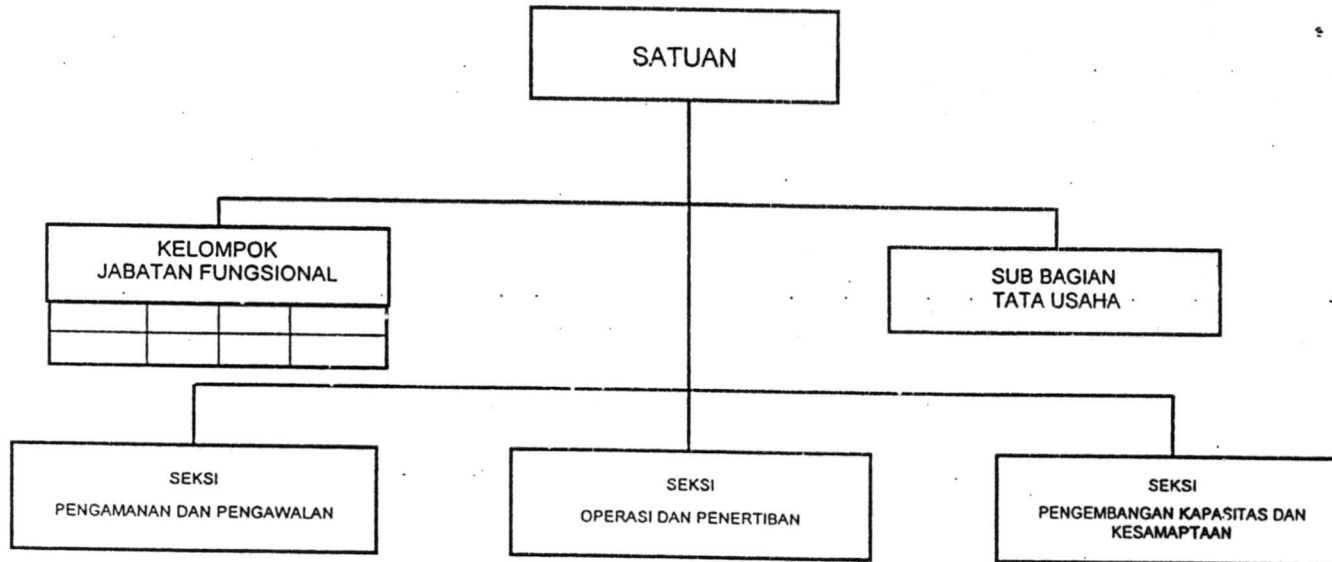 SATUAN
KELOMPOK
JABATAN FUNGSIONAL
SUB BAGIAN
TATA USAHA
SEKSI
PENGAMANAN DAN PENGAWALAN
SEKSI
OPERASI DAN PENERTIBAN
SEKSI
PENGEMBANGAN KAPASITAS DAN
KESAMAPTAAN